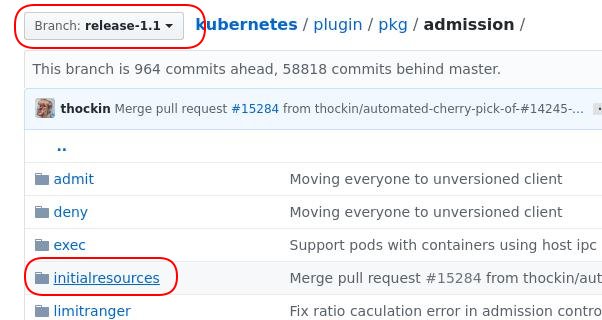 Branch: release-1.1 kubernetes / plugin / pkg / admission /
This branch is 964 commits ahead, 58818 commits behind master.
thockin Merge pull request #15284 from thockin/automated-cherry-pick-of-#14245-...
..
admit Moving everyone to unversioned client
deny Moving everyone to unversioned client
exec Support pods with containers using host ipc
initialresources Merge pull request #15284 from thockin/aut
limitranger Fix ratio caculation error in admission contro